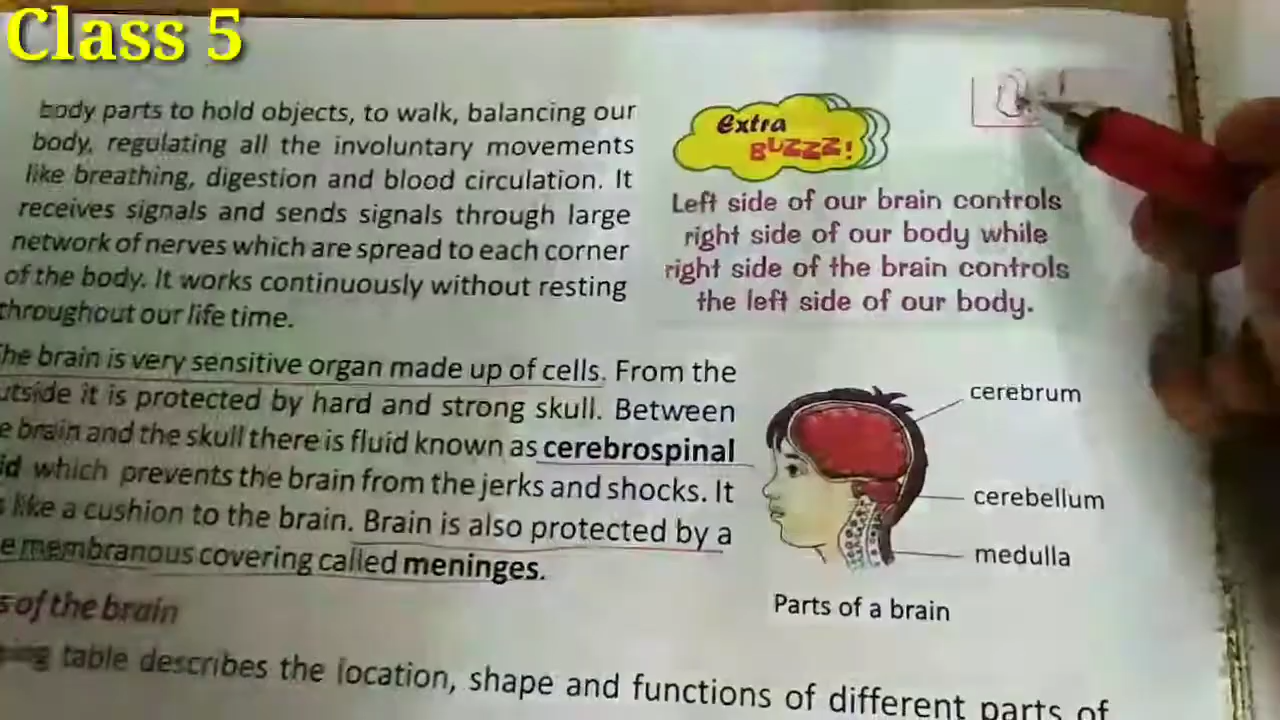 Class 5
body parts to hold objects, to walk, balancing our
body, regulating all the involuntary movements
like breathing, digestion and blood circulation. It
receives signals and sends signals through large
network of nerves which are spread to each corner
of the body. It works continuously without resting
throughout our life time.
The brain is very sensitive organ made up of cells. From the
outside it is protected by hard and strong skull. Between
brain and the skull there is fluid known as cerebrospinal
which prevents the brain from the jerks and shocks. It
like a cushion to the brain. Brain is also protected by a
membranous covering called meninges.
of the brain
table describes the location, shape and functions of different parts of
Extra
BUZZZ!
Left side of our brain controls
right side of our body while
right side of the brain controls
the left side of our body.
cerebrum
cerebellum
medulla
Parts of a brain